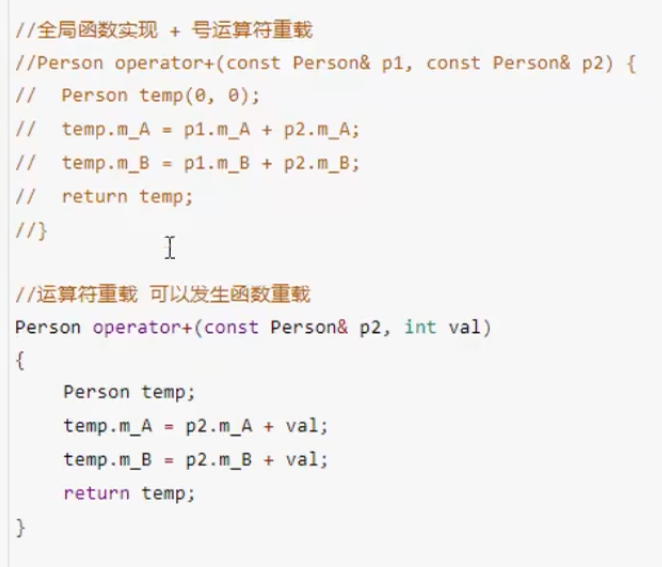 //全局函数实现 + 号运算符重载
//Person operator+(const Person& p1, const Person& p2) {
//  Person temp(0, 0);
//  temp.m_A = p1.m_A + p2.m_A;
//  temp.m_B = p1.m_B + p2.m_B;
//  return temp;
//}
//运算符重载 可以发生函数重载
Person operator+(const Person& p2, int val)
{
    Person temp;
    temp.m_A = p2.m_A + val;
    temp.m_B = p2.m_B + val;
    return temp;
}